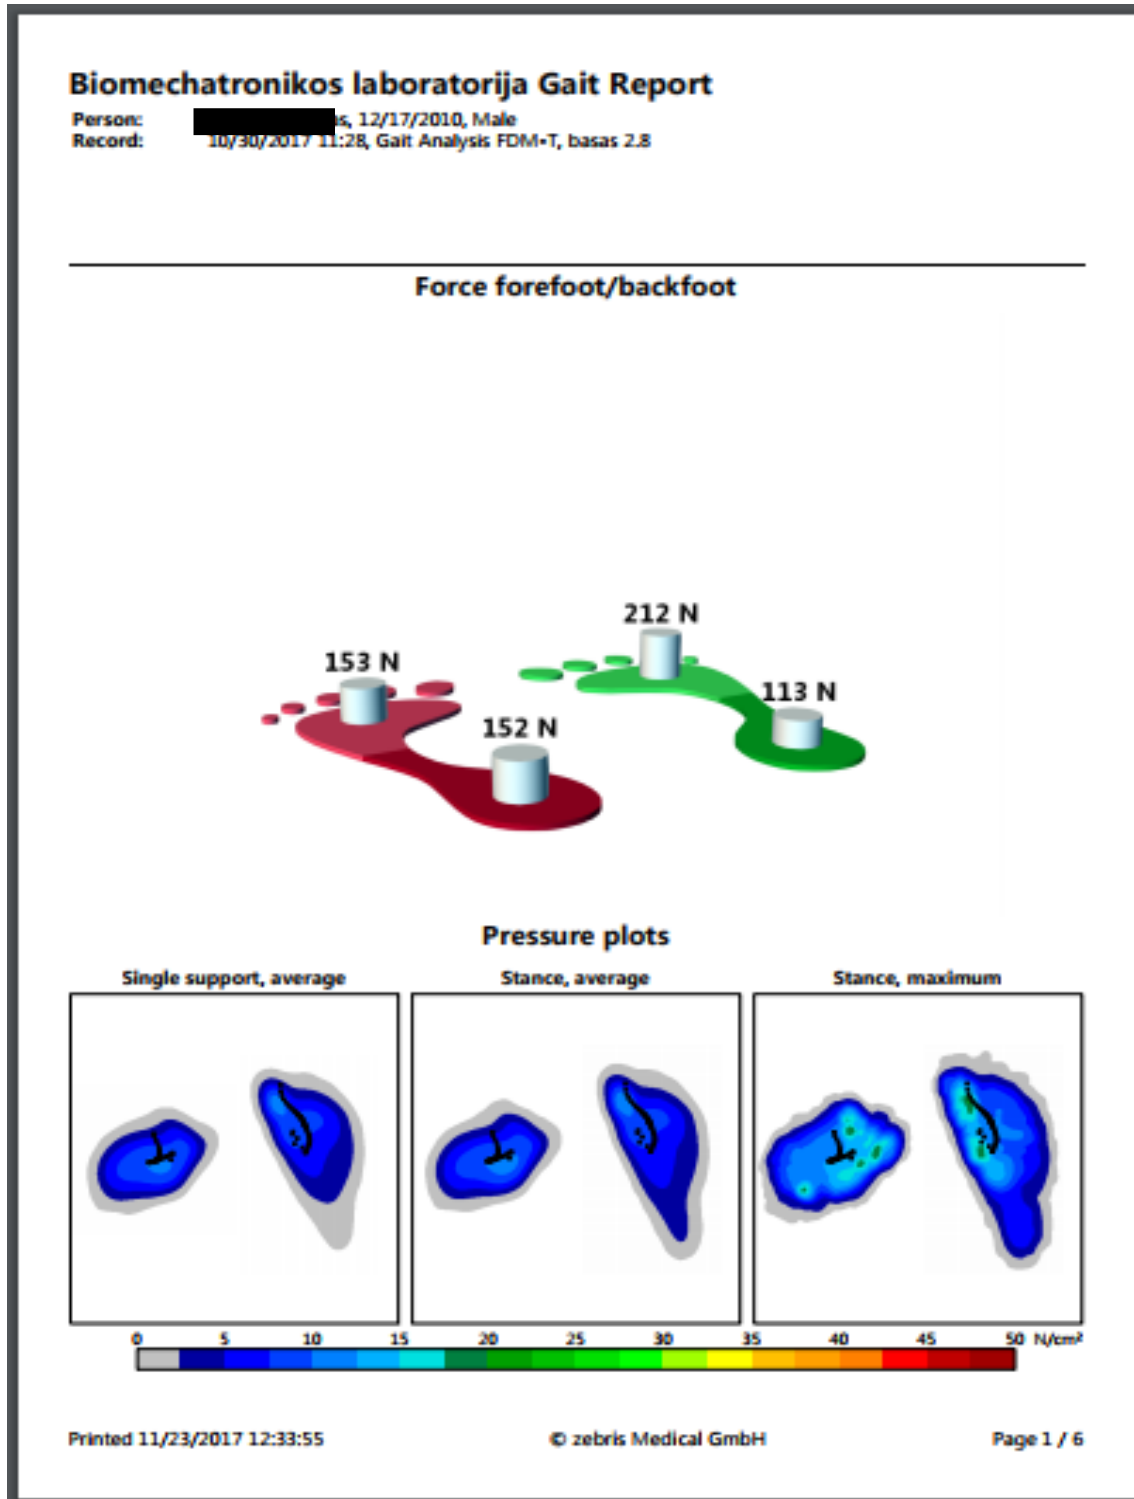 Biomechatronikos laboratorija Gait Report
Person: s, 12/17/2010, Male
Record: 10/30/2017 11:28, Gait Analysis FDM•T, basas 2.8
Force forefoot/backfoot
212 N
153 N
113 N
152 N
Pressure plots
Single support, average Stance, average Stance, maximum
0 5 10 15 20 25 30 35 40 45 50 N/cm²
Printed 11/23/2017 12:33:55 © zebris Medical GmbH Page 1 / 6